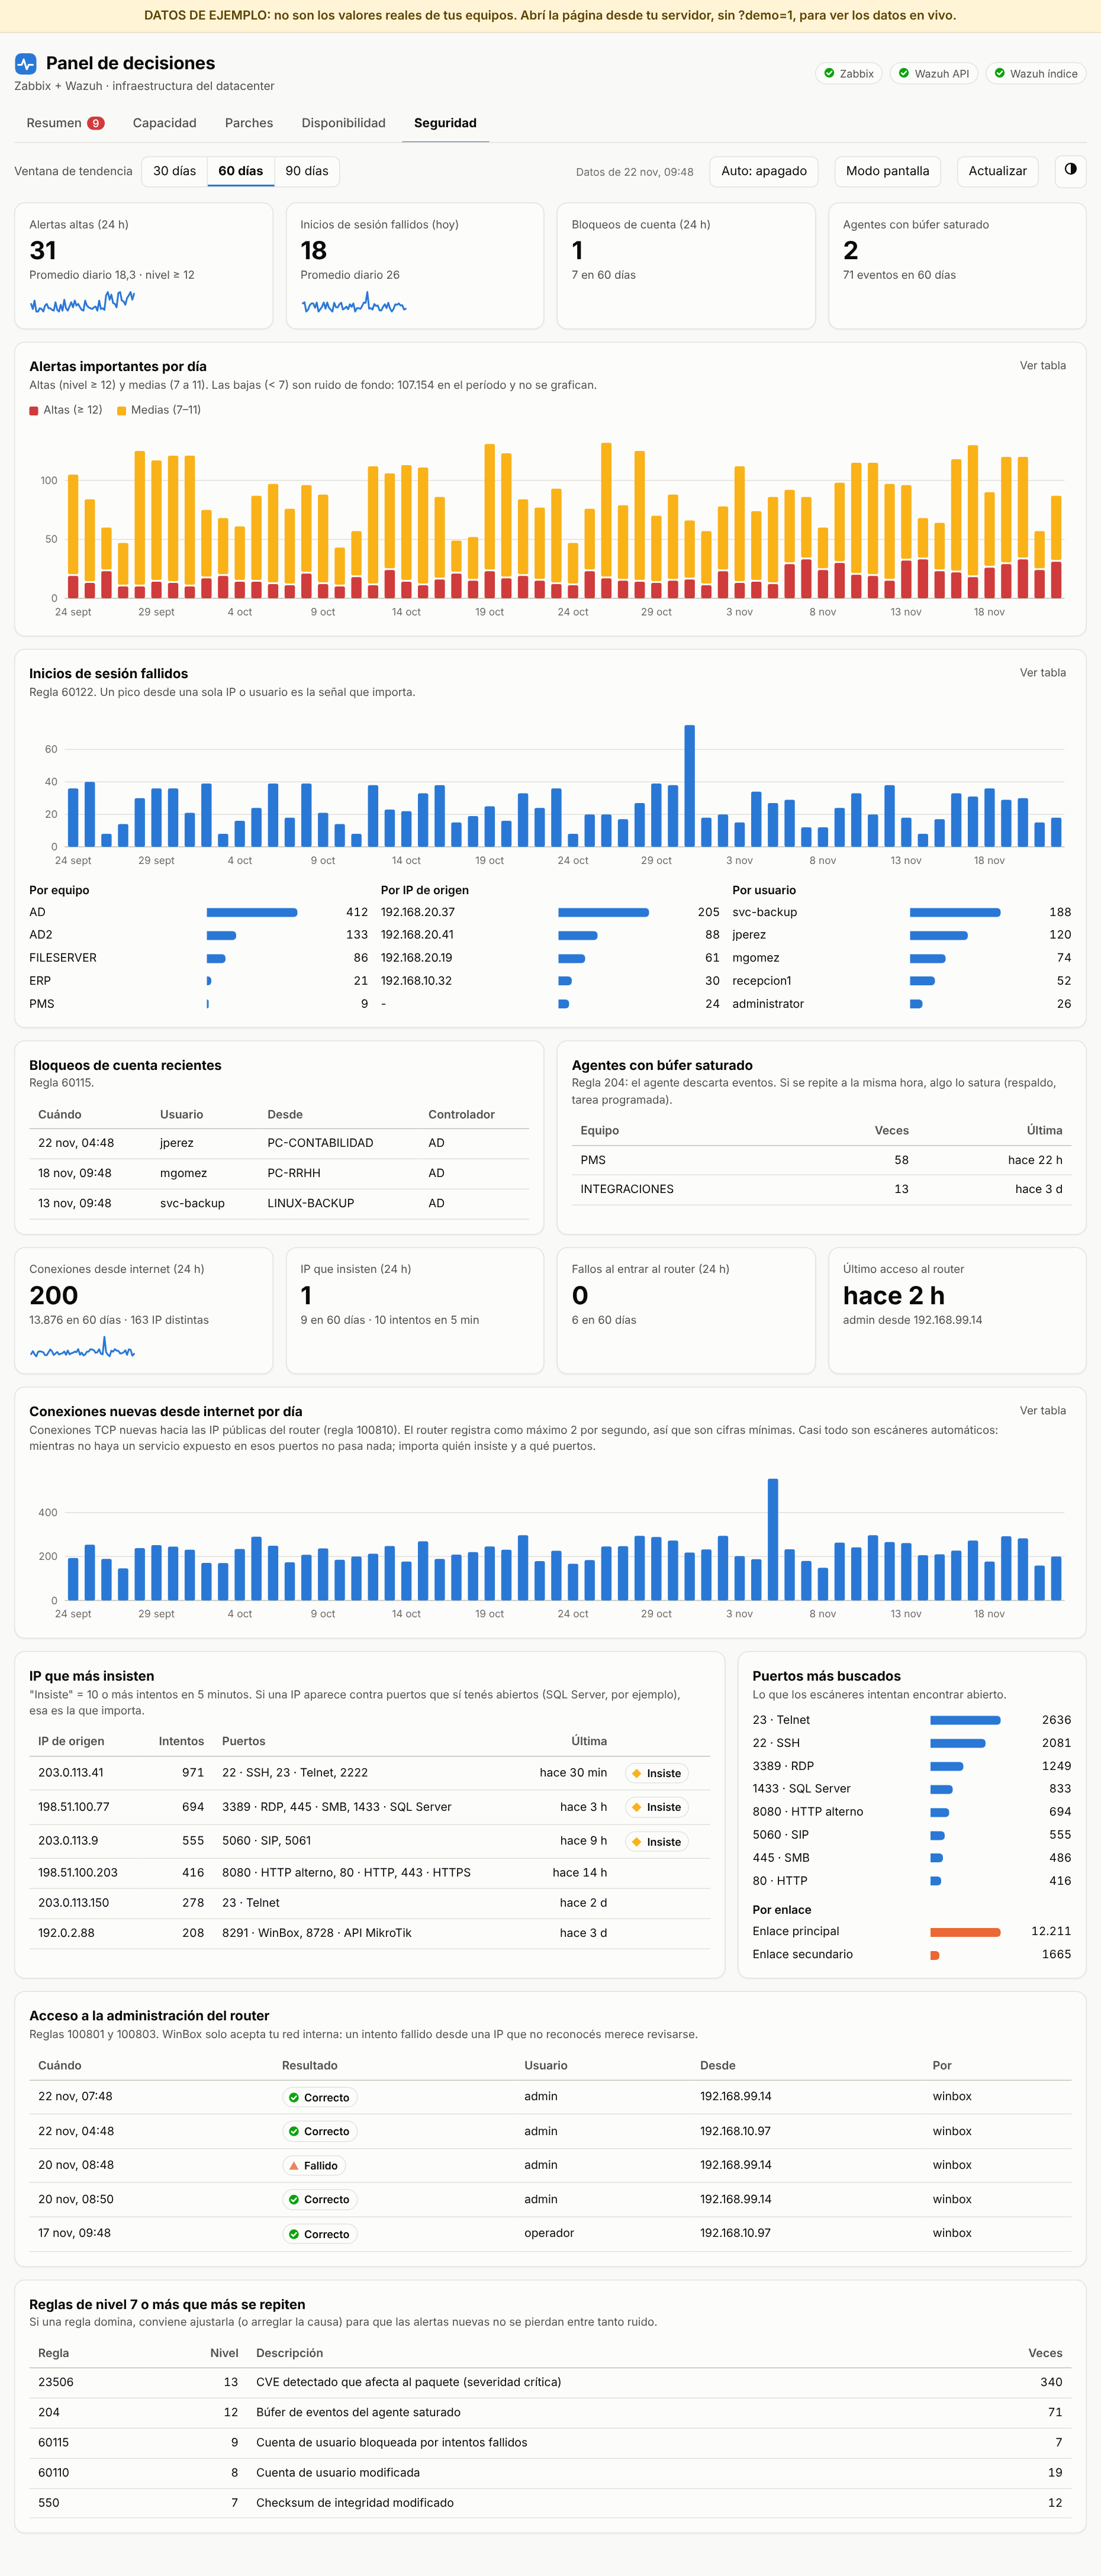 DATOS DE EJEMPLO: no son los valores reales de tus equipos. Abrí la página desde tu servidor, sin ?demo=1, para ver los datos en vivo.
Panel de decisiones
Zabbix + Wazuh · infraestructura del datacenter
Zabbix
Wazuh API
Wazuh índice
Resumen 9
Capacidad
Parches
Disponibilidad
Seguridad
Ventana de tendencia
30 días
60 días
90 días
Datos de 22 nov, 09:48
Auto: apagado
Modo pantalla
Actualizar
Alertas altas (24 h)
31
Promedio diario 18,3 · nivel ≥ 12
Inicios de sesión fallidos (hoy)
18
Promedio diario 26
Bloqueos de cuenta (24 h)
1
7 en 60 días
Agentes con búfer saturado
2
71 eventos en 60 días
Alertas importantes por día
Ver tabla
Altas (nivel ≥ 12) y medias (7 a 11). Las bajas (< 7) son ruido de fondo: 107.154 en el período y no se grafican.
Altas (≥ 12)
Medias (7–11)
100
50
0
24 sept
29 sept
4 oct
9 oct
14 oct
19 oct
24 oct
29 oct
3 nov
8 nov
13 nov
18 nov
Inicios de sesión fallidos
Ver tabla
Regla 60122. Un pico desde una sola IP o usuario es la señal que importa.
60
40
20
0
24 sept
29 sept
4 oct
9 oct
14 oct
19 oct
24 oct
29 oct
3 nov
8 nov
13 nov
18 nov
Por equipo
AD 412
AD2 133
FILESERVER 86
ERP 21
PMS 9
Por IP de origen
192.168.20.37 205
192.168.20.41 88
192.168.20.19 61
192.168.10.32 30
- 24
Por usuario
svc-backup 188
jperez 120
mgomez 74
recepcion1 52
administrator 26
Bloqueos de cuenta recientes
Regla 60115.
Cuándo Usuario Desde Controlador
22 nov, 04:48 jperez PC-CONTABILIDAD AD
18 nov, 09:48 mgomez PC-RRHH AD
13 nov, 09:48 svc-backup LINUX-BACKUP AD
Agentes con búfer saturado
Regla 204: el agente descarta eventos. Si se repite a la misma hora, algo lo satura (respaldo,
tarea programada).
Equipo Veces Última
PMS 58 hace 22 h
INTEGRACIONES 13 hace 3 d
Conexiones desde internet (24 h)
200
13.876 en 60 días · 163 IP distintas
IP que insisten (24 h)
1
9 en 60 días · 10 intentos en 5 min
Fallos al entrar al router (24 h)
0
6 en 60 días
Último acceso al router
hace 2 h
admin desde 192.168.99.14
Conexiones nuevas desde internet por día
Ver tabla
Conexiones TCP nuevas hacia las IP públicas del router (regla 100810). El router registra como máximo 2 por segundo, así que son cifras mínimas. Casi todo son escáneres automáticos:
mientras no haya un servicio expuesto en esos puertos no pasa nada; importa quién insiste y a qué puertos.
400
200
0
24 sept
29 sept
4 oct
9 oct
14 oct
19 oct
24 oct
29 oct
3 nov
8 nov
13 nov
18 nov
IP que más insisten
"Insiste" = 10 o más intentos en 5 minutos. Si una IP aparece contra puertos que sí tenés abiertos (SQL Server, por ejemplo),
esa es la que importa.
IP de origen Intentos Puertos Última
203.0.113.41 971 22 · SSH, 23 · Telnet, 2222 hace 30 min Insiste
198.51.100.77 694 3389 · RDP, 445 · SMB, 1433 · SQL Server hace 3 h Insiste
203.0.113.9 555 5060 · SIP, 5061 hace 9 h Insiste
198.51.100.203 416 8080 · HTTP alterno, 80 · HTTP, 443 · HTTPS hace 14 h
203.0.113.150 278 23 · Telnet hace 2 d
192.0.2.88 208 8291 · WinBox, 8728 · API MikroTik hace 3 d
Puertos más buscados
Lo que los escáneres intentan encontrar abierto.
23 · Telnet 2636
22 · SSH 2081
3389 · RDP 1249
1433 · SQL Server 833
8080 · HTTP alterno 694
5060 · SIP 555
445 · SMB 486
80 · HTTP 416
Por enlace
Enlace principal 12.211
Enlace secundario 1665
Acceso a la administración del router
Reglas 100801 y 100803. WinBox solo acepta tu red interna: un intento fallido desde una IP que no reconocés merece revisarse.
Cuándo Resultado Usuario Desde Por
22 nov, 07:48 Correcto admin 192.168.99.14 winbox
22 nov, 04:48 Correcto admin 192.168.10.97 winbox
20 nov, 08:48 Fallido admin 192.168.99.14 winbox
20 nov, 08:50 Correcto admin 192.168.99.14 winbox
17 nov, 09:48 Correcto operador 192.168.10.97 winbox
Reglas de nivel 7 o más que más se repiten
Si una regla domina, conviene ajustarla (o arreglar la causa) para que las alertas nuevas no se pierdan entre tanto ruido.
Regla Nivel Descripción Veces
23506 13 CVE detectado que afecta al paquete (severidad crítica) 340
204 12 Búfer de eventos del agente saturado 71
60115 9 Cuenta de usuario bloqueada por intentos fallidos 7
60110 8 Cuenta de usuario modificada 19
550 7 Checksum de integridad modificado 12